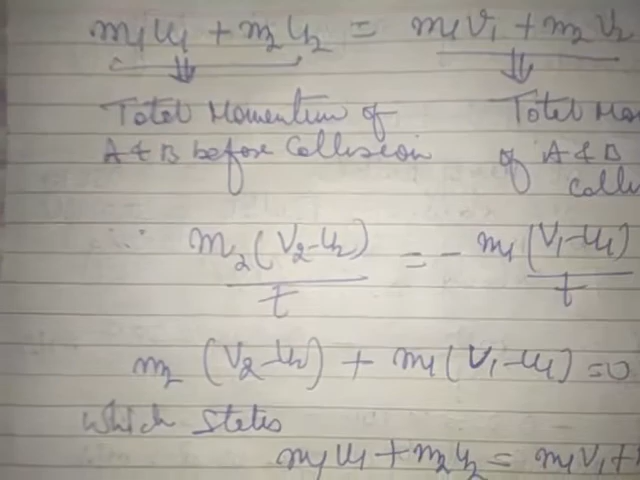 m₁u₁ + m₂u₂ = m₁v₁ + m₂v₂
Total Momentum of Total
A & B before Collision of A & B
∵ m₂(v₂-u₂)/t = - m₁(v₁-u₁)/t
m₂ (v₂-u₂) + m₁(v₁-u₁) = 0
which states
m₁u₁ + m₂u₂ = m₁v₁ +